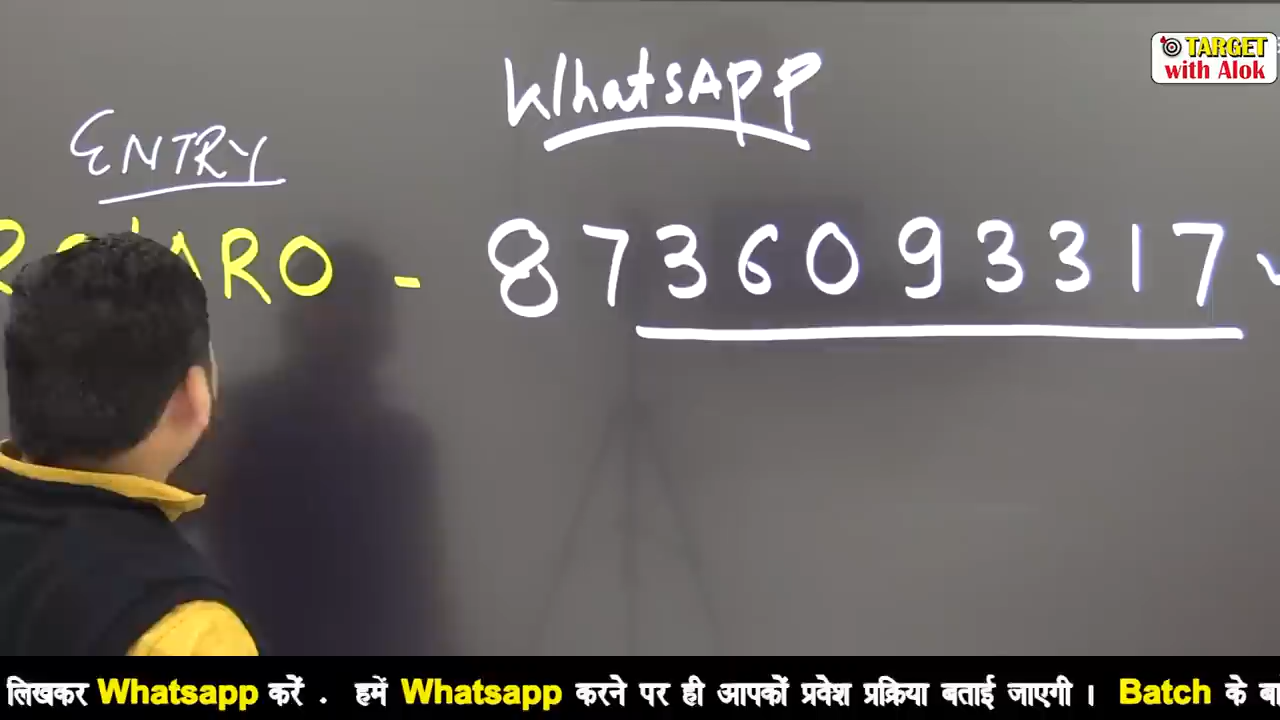 TARGET
with Alok
WhatsApp
ENTRY
ARO - 8736093317
लिखकर Whatsapp करें . हमें Whatsapp करने पर ही आपकों प्रवेश प्रक्रिया बताई जाएगी । Batch के